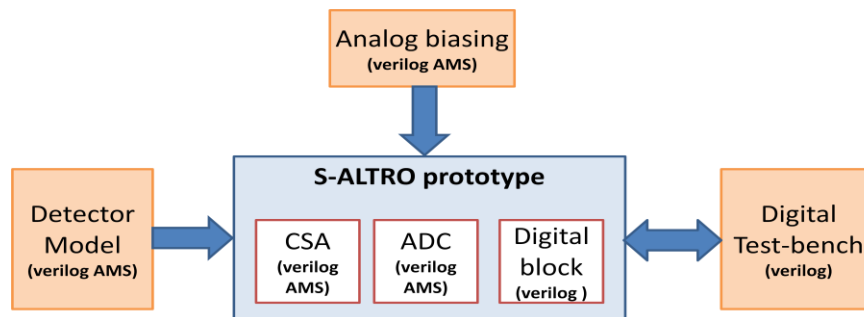 Analog biasing
(verilog AMS)
S-ALTRO prototype
Detector
Model
(verilog AMS)
CSA
(verilog
AMS)
ADC
(verilog
AMS)
Digital
block
(verilog )
Digital
Test-bench
(verilog)